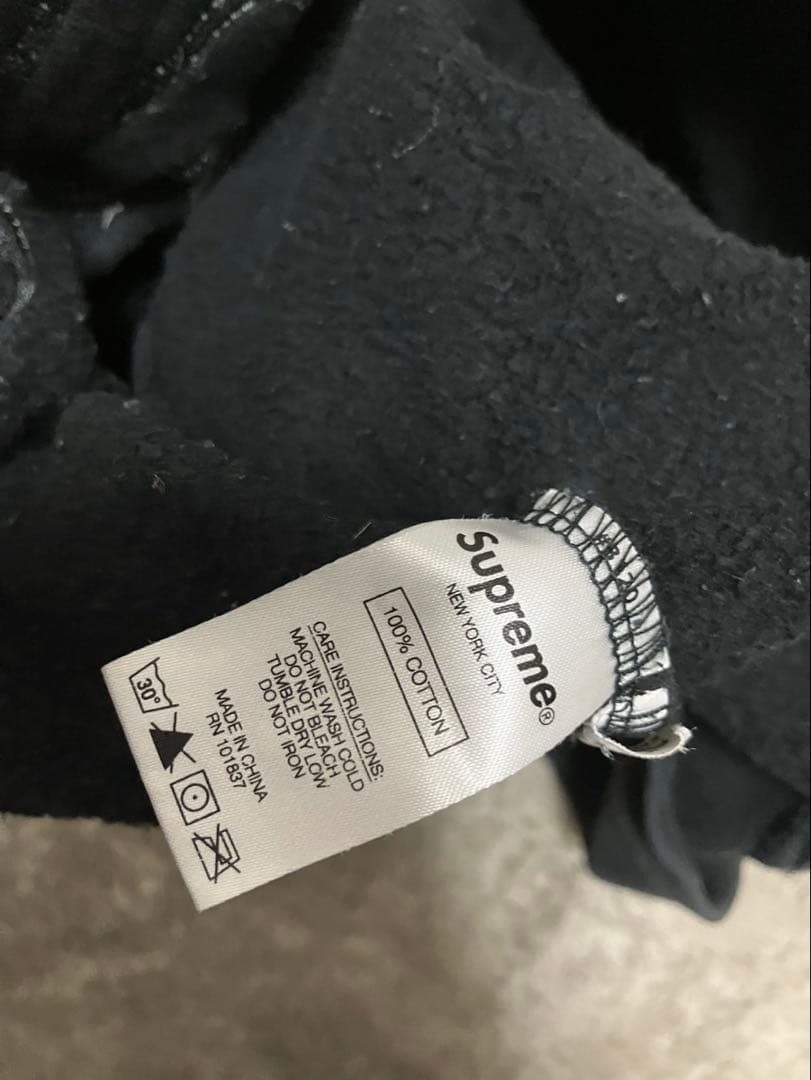 Supreme®
NEW YORK CITY
100% COTTON
CARE INSTRUCTIONS:
MACHINE WASH COLD
DO NOT BLEACH
TUMBLE DRY LOW
DO NOT IRON
MADE IN CHINA
RN 101837
30°